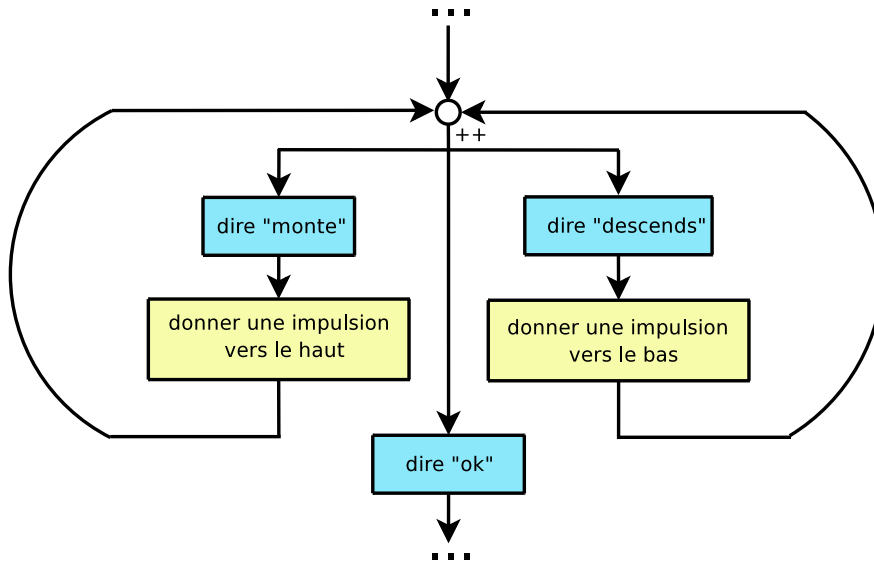 ...
++
dire "monte"
dire "descends"
donner une impulsion
vers le haut
donner une impulsion
vers le bas
dire "ok"
...